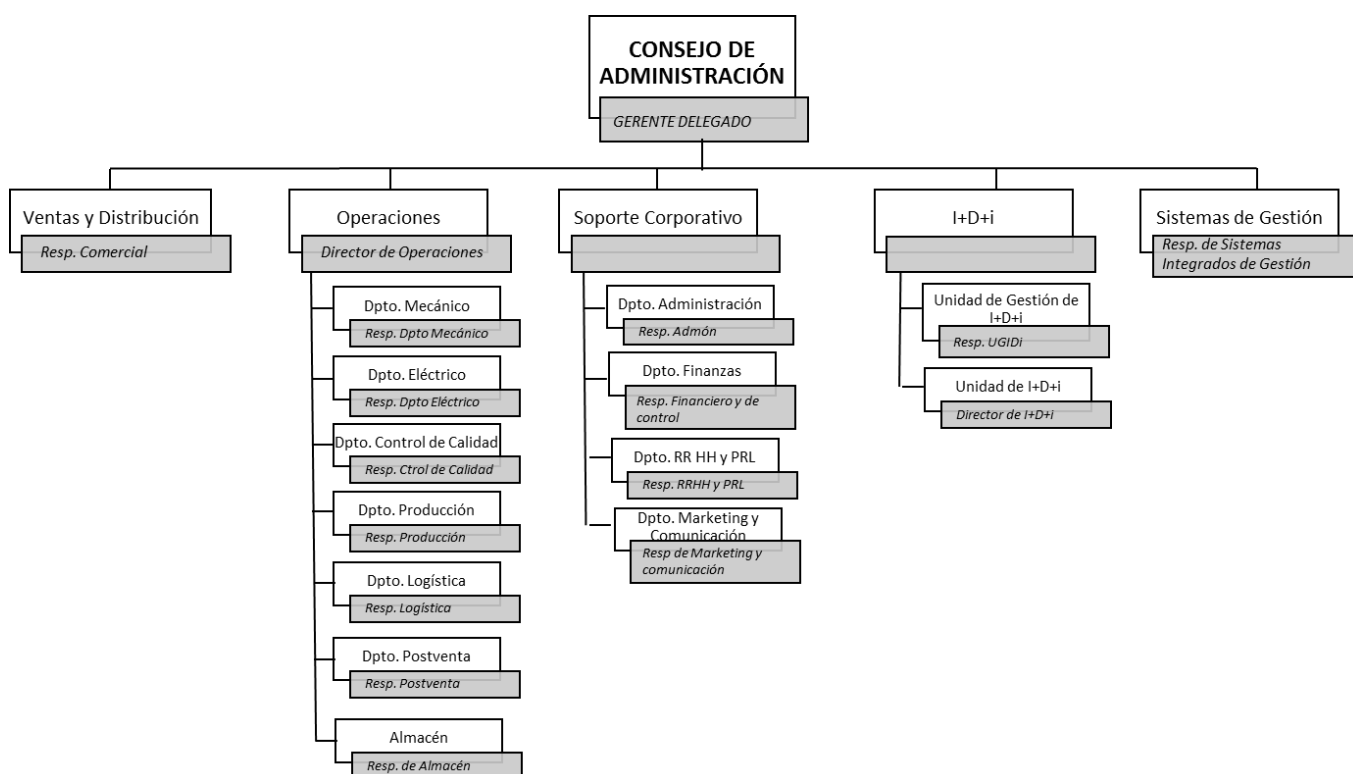 CONSEJO DE
ADMINISTRACIÓN
GERENTE DELEGADO
Ventas y Distribución
Resp. Comercial
Operaciones
Director de Operaciones
Dpto. Mecánico
Resp. Dpto Mecánico
Dpto. Eléctrico
Resp. Dpto Eléctrico
Dpto. Control de Calidad
Resp. Ctrol de Calidad
Dpto. Producción
Resp. Producción
Dpto. Logística
Resp. Logística
Dpto. Postventa
Resp. Postventa
Almacén
Resp. de Almacén
Soporte Corporativo
Dpto. Administración
Resp. Admón
Dpto. Finanzas
Resp. Financiero y de
control
Dpto. RR HH y PRL
Resp. RRHH y PRL
Dpto. Marketing y
Comunicación
Resp de Marketing y
comunicación
I+D+i
Unidad de Gestión de
I+D+i
Resp. UGIDi
Unidad de I+D+i
Director de I+D+i
Sistemas de Gestión
Resp. de Sistemas
Integrados de Gestión